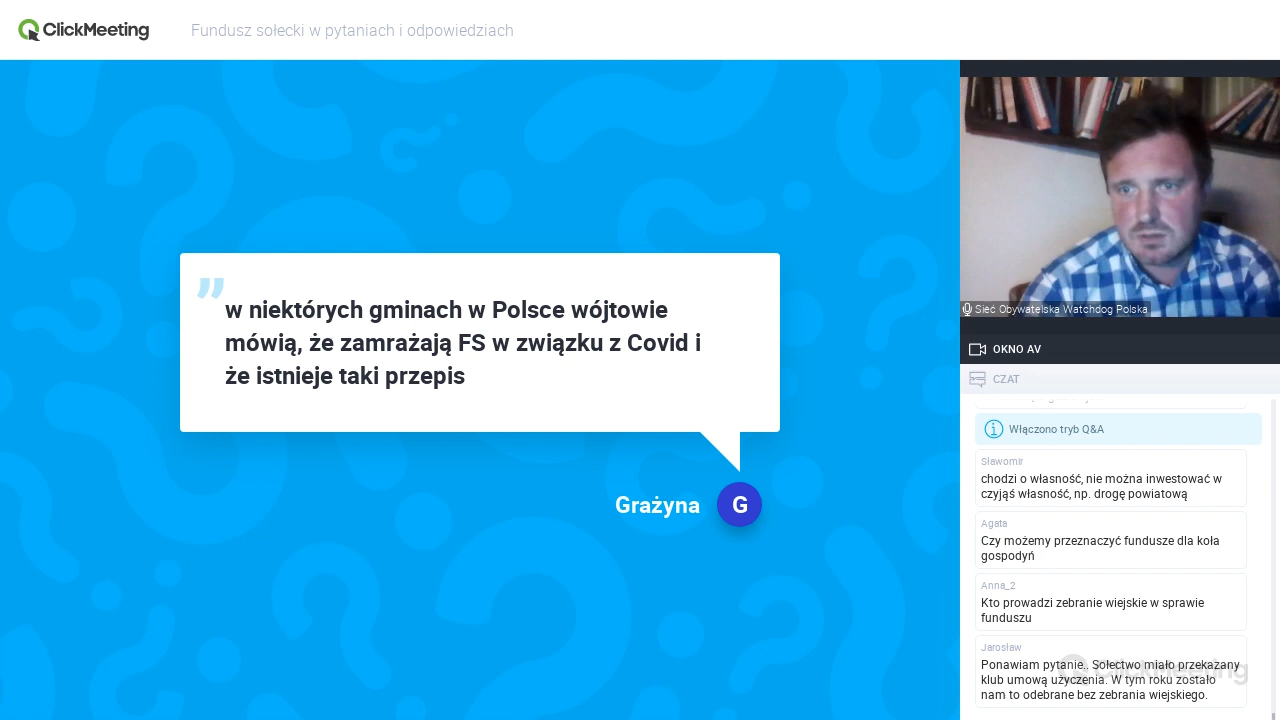 ClickMeeting
Fundusz sołecki w pytaniach i odpowiedziach
w niektórych gminach w Polsce wójtowie
mówią, że zamrażają FS w związku z Covid i
że istnieje taki przepis
Grażyna
G
Sieć Obywatelska Watchdog Polska
OKNO AV
CZAT
Włączono tryb Q&A
Sławomir
chodzi o własność, nie można inwestować w
czyjąś własność, np. drogę powiatową
Agata
Czy możemy przeznaczyć fundusze dla koła
gospodyń
Anna_2
Kto prowadzi zebranie wiejskie w sprawie
funduszu
Jarosław
Ponawiam pytanie.. Sołectwo miało przekazany
klub umową użyczenia. W tym roku zostało
nam to odebrane bez zebrania wiejskiego.
ClickMeeting